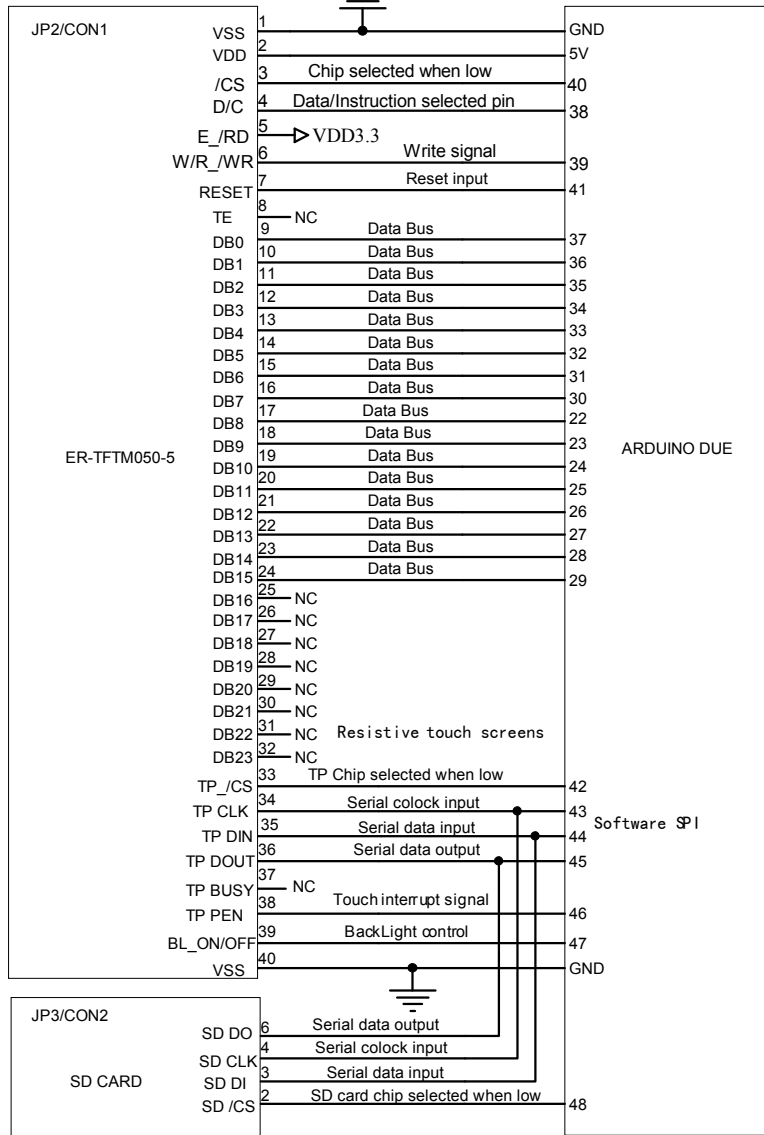 JP2/CON1
VSS 1 GND
VDD 2 5V
/CS 3 Chip selected when low 40
D/C 4 Data/Instruction selected pin 38
E_/RD 5 VDD3.3
W/R_/WR 6 Write signal 39
RESET 7 Reset input 41
TE 8 NC
DB0 9 Data Bus 37
DB1 10 Data Bus 36
DB2 11 Data Bus 35
DB3 12 Data Bus 34
DB4 13 Data Bus 33
DB5 14 Data Bus 32
DB6 15 Data Bus 31
DB7 16 Data Bus 30
DB8 17 Data Bus 22
DB9 18 Data Bus 23
ER-TFTM050-5
ARDUINO DUE
DB10 19 Data Bus 24
DB11 20 Data Bus 25
DB12 21 Data Bus 26
DB13 22 Data Bus 27
DB14 23 Data Bus 28
DB15 24 Data Bus 29
DB16 25 NC
DB17 26 NC
DB18 27 NC
DB19 28 NC
DB20 29 NC
DB21 30 NC
DB22 31 NC
Resistive touch screens
DB23 32 NC
TP_/CS 33 TP Chip selected when low 42
TP CLK 34 Serial colock input 43
Software SPI
TP DIN 35 Serial data input 44
TP DOUT 36 Serial data output 45
TP BUSY 37 NC
TP PEN 38 Touch interrupt signal 46
BL_ON/OFF 39 BackLight control 47
VSS 40 GND
JP3/CON2
SD DO 6 Serial data output
SD CLK 4 Serial colock input
SD CARD
SD DI 3 Serial data input
SD /CS 2 SD card chip selected when low 48